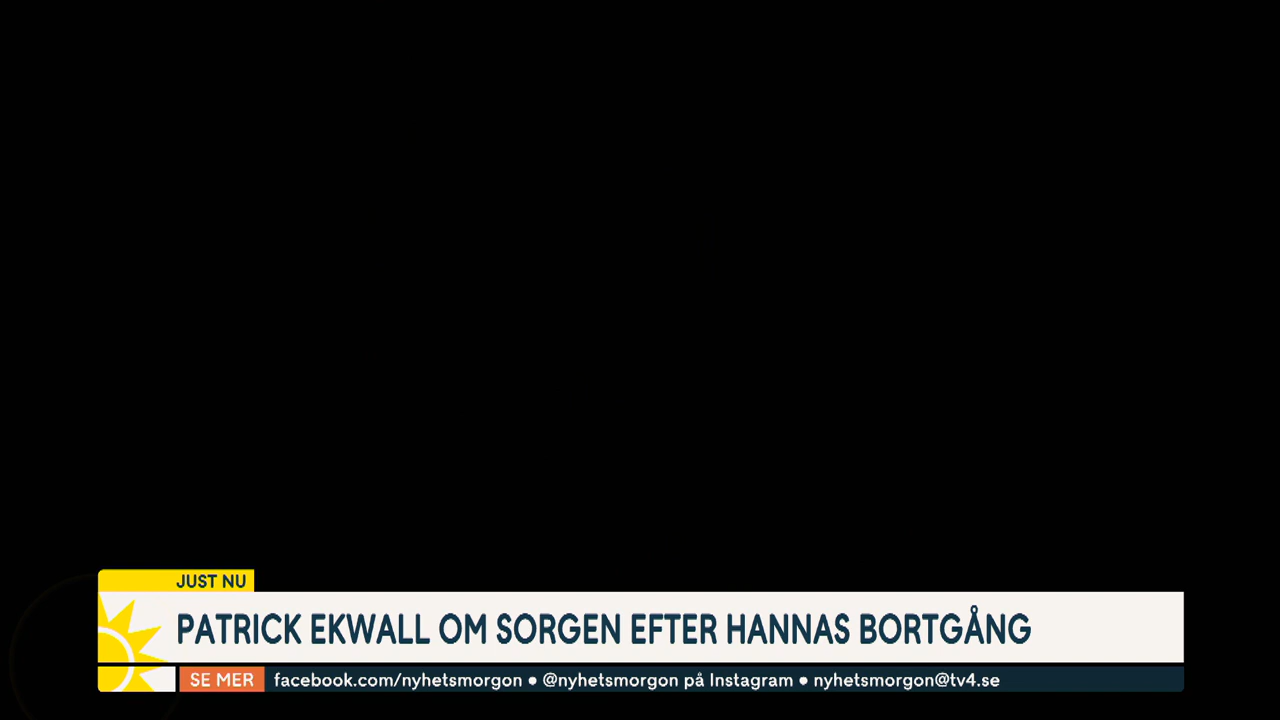 JUST NU
PATRICK EKWALL OM SORGEN EFTER HANNAS BORTGÅNG
SE MER facebook.com/nyhetsmorgon ● @nyhetsmorgon på Instagram ● nyhetsmorgon@tv4.se